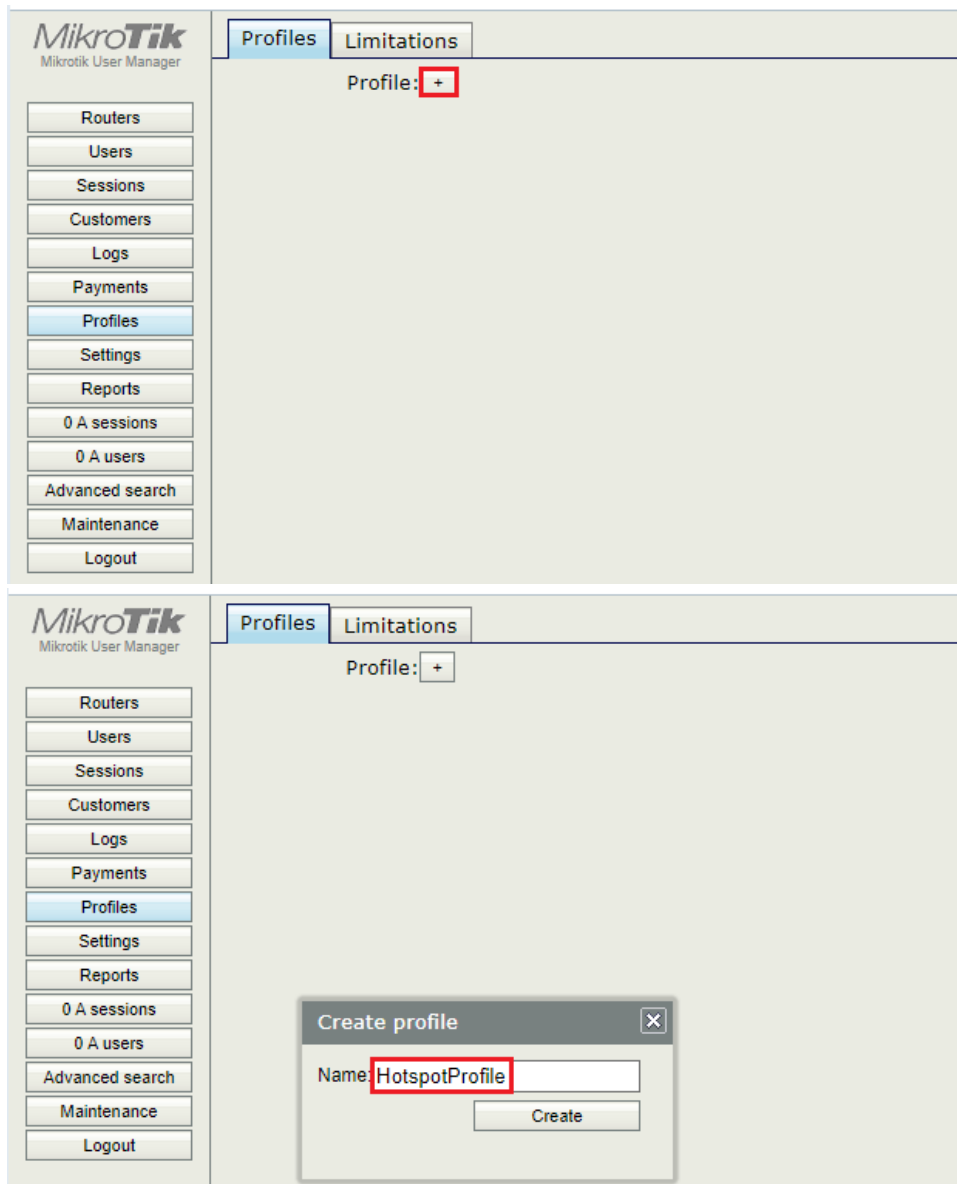 MikroTik
Mikrotik User Manager
Profiles
Limitations
Profile: +
Routers
Users
Sessions
Customers
Logs
Payments
Profiles
Settings
Reports
0 A sessions
0 A users
Advanced search
Maintenance
Logout
MikroTik
Mikrotik User Manager
Profiles
Limitations
Profile: +
Routers
Users
Sessions
Customers
Logs
Payments
Profiles
Settings
Reports
0 A sessions
0 A users
Advanced search
Maintenance
Logout
Create profile
Name: HotspotProfile
Create